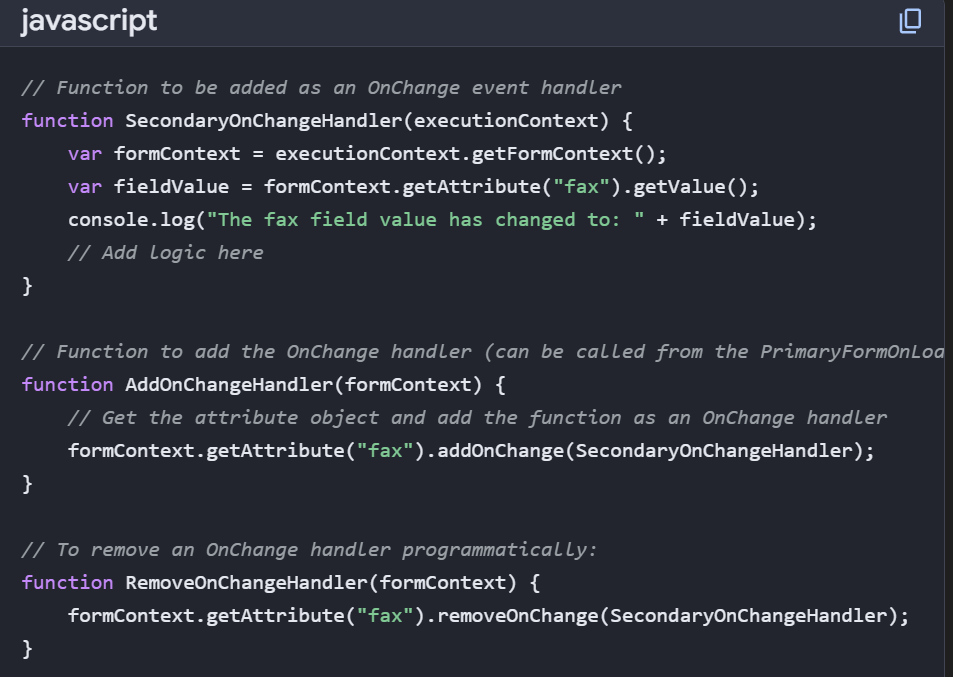 javascript
// Function to be added as an OnChange event handler
function SecondaryOnChangeHandler(executionContext) {
    var formContext = executionContext.getFormContext();
    var fieldValue = formContext.getAttribute("fax").getValue();
    console.log("The fax field value has changed to: " + fieldValue);
    // Add logic here
}
// Function to add the OnChange handler (can be called from the PrimaryFormOnLoa
function AddOnChangeHandler(formContext) {
    // Get the attribute object and add the function as an OnChange handler
    formContext.getAttribute("fax").addOnChange(SecondaryOnChangeHandler);
}
// To remove an OnChange handler programmatically:
function RemoveOnChangeHandler(formContext) {
    formContext.getAttribute("fax").removeOnChange(SecondaryOnChangeHandler);
}